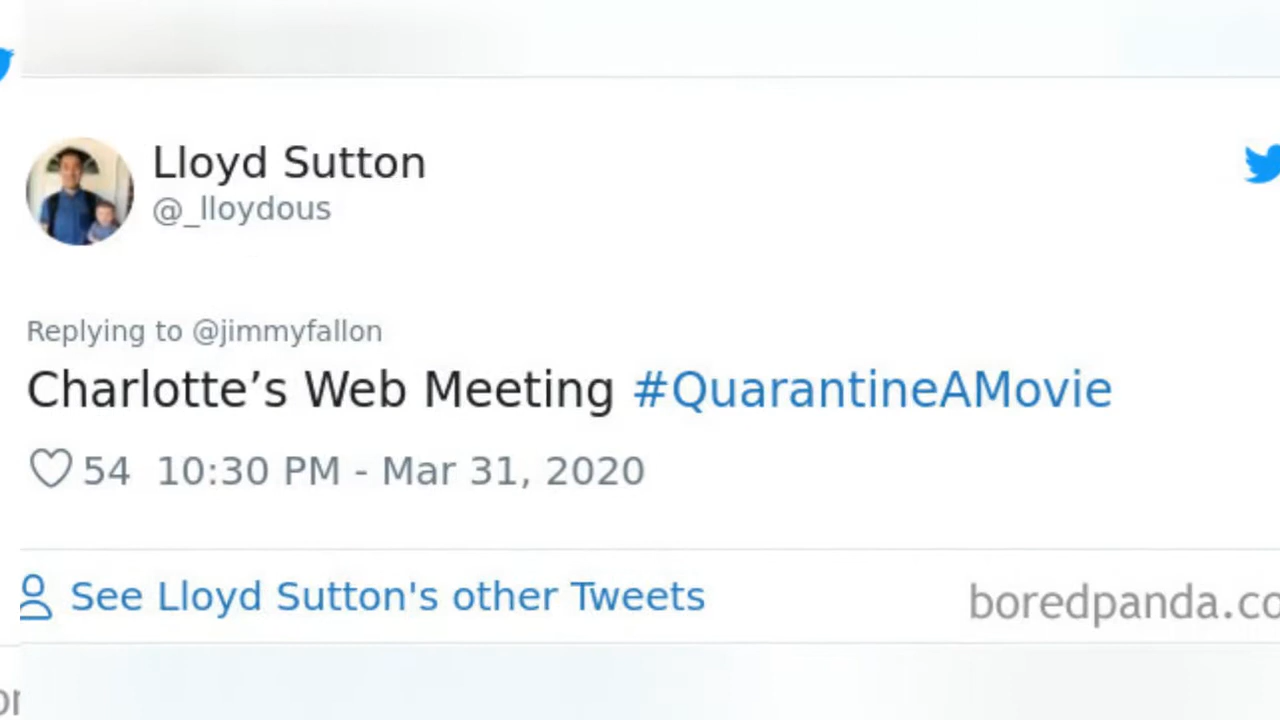 Lloyd Sutton
@_lloydous
Replying to @jimmyfallon
Charlotte’s Web Meeting #QuarantineAMovie
54 10:30 PM - Mar 31, 2020
See Lloyd Sutton's other Tweets
boredpanda.co